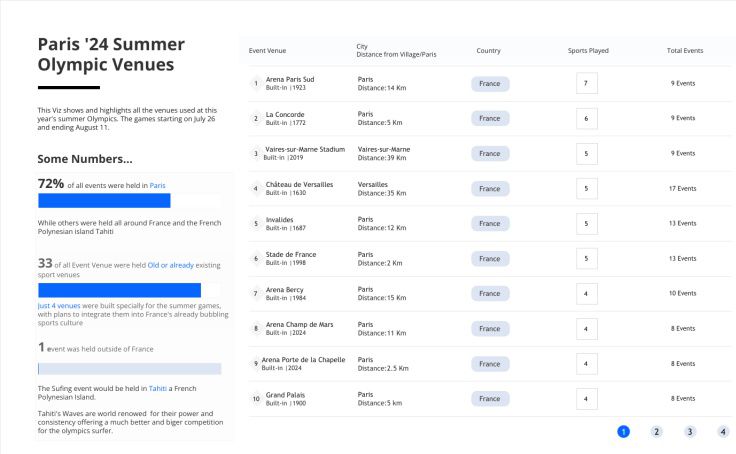 Paris '24 Summer
Olympic Venues
This Viz shows and highlights all the venues used at this
year's summer Olympics. The games starting on July 26
and ending August 11.
Some Numbers...
72% of all events were held in Paris
While others were held all around France and the French
Polynesian island Tahiti
33 of all Event Venue were held Old or already existing
sport venues
Just 4 venues were built specially for the summer games,
with plans to integrate them into France's already bubbling
sports culture
1 event was held outside of France
The Sufing event would be held in Tahiti a French
Polynesian Island.
Tahiti's Waves are world renowed for their power and
consistency offering a much better and biger competition
for the olympics surfer.
Event Venue
City
Distance from Village/Paris
Country
Sports Played
Total Events
1 Arena Paris Sud
Built-in |1923
Paris
Distance:14 Km
France
7
9 Events
2 La Concorde
Built-in |1772
Paris
Distance:5 Km
France
6
9 Events
3 Vaires-sur-Marne Stadium
Built-in |2019
Vaires-sur-Marne
Distance:39 Km
France
5
9 Events
4 Château de Versailles
Built-in |1630
Versailles
Distance:35 Km
France
5
17 Events
5 Invalides
Built-in |1687
Paris
Distance:12 Km
France
5
13 Events
6 Stade de France
Built-in |1998
Paris
Distance:2 Km
France
5
13 Events
7 Arena Bercy
Built-in |1984
Paris
Distance:15 Km
France
4
10 Events
8 Arena Champ de Mars
Built-in |2024
Paris
Distance:11 Km
France
4
8 Events
9 Arena Porte de la Chapelle
Built-in |2024
Paris
Distance:2.5 Km
France
4
8 Events
10 Grand Palais
Built-in |1900
Paris
Distance:5 km
France
4
8 Events
1 2 3 4